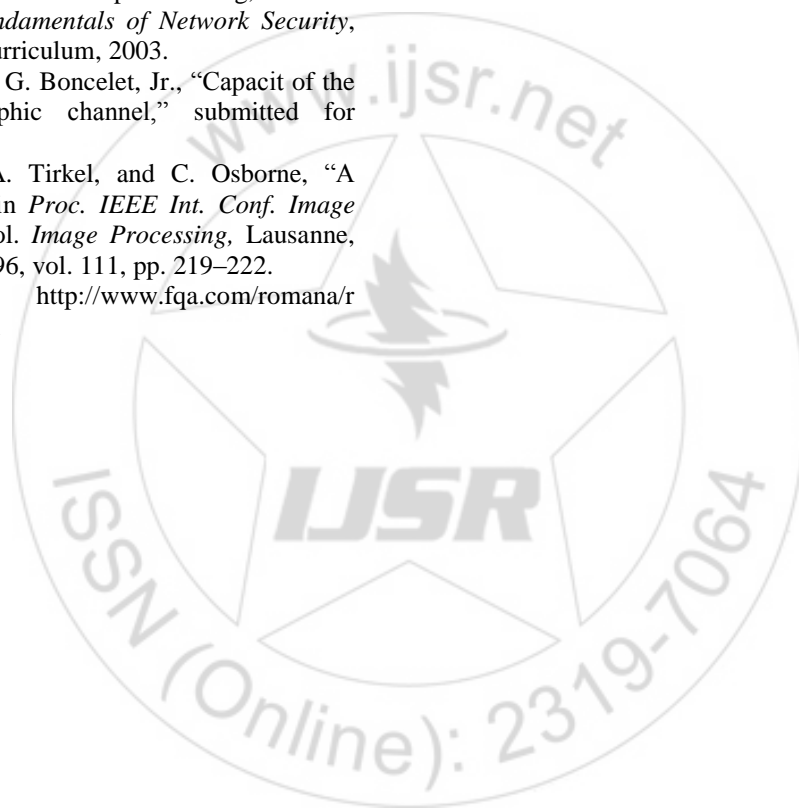 ndamentals of Network Security,
urriculum, 2003.
G. Boncelet, Jr., “Capacit of the
phic channel,” submitted for
A. Tirkel, and C. Osborne, “A
in Proc. IEEE Int. Conf. Image
ol. Image Processing, Lausanne,
96, vol. 111, pp. 219–222.
http://www.fqa.com/romana/r
www.ijsr.net
IJSR
ISSN (Online): 2319-7064